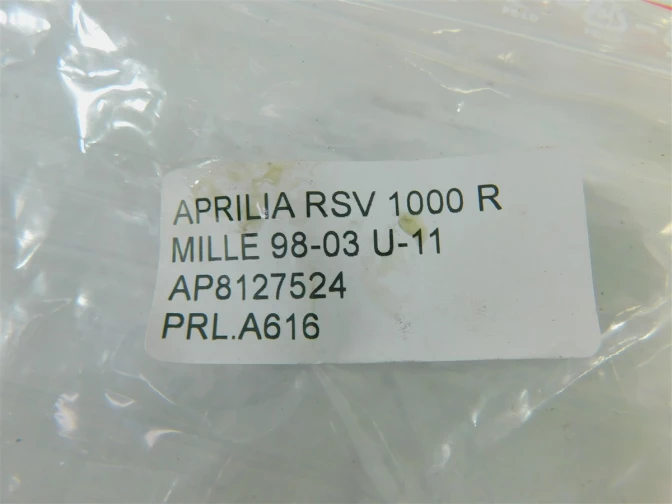 APRILIA RSV 1000 R
MILLE 98-03 U-11
AP8127524
PRL.A616